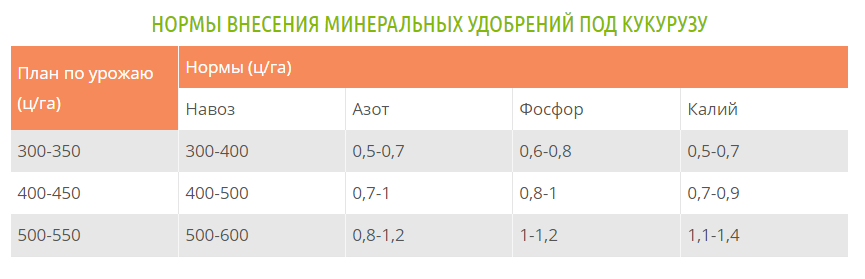 НОРМЫ ВНЕСЕНИЯ МИНЕРАЛЬНЫХ УДОБРЕНИЙ ПОД КУКУРУЗУ
План по урожаю (ц/га) Нормы (ц/га)
Навоз Азот Фосфор Калий
300-350 300-400 0,5-0,7 0,6-0,8 0,5-0,7
400-450 400-500 0,7-1 0,8-1 0,7-0,9
500-550 500-600 0,8-1,2 1-1,2 1,1-1,4